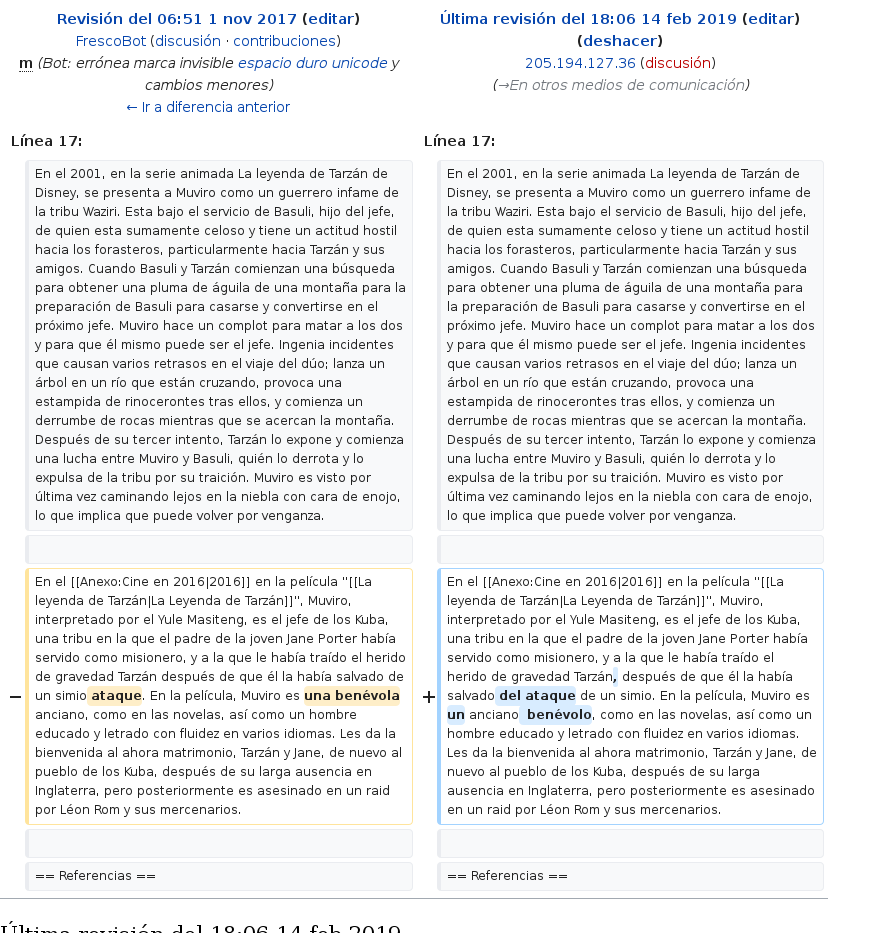 Revisión del 06:51 1 nov 2017 (editar)
FrescoBot (discusión · contribuciones)
m (Bot: errónea marca invisible espacio duro unicode y
cambios menores)
← Ir a diferencia anterior
Última revisión del 18:06 14 feb 2019 (editar)
(deshacer)
205.194.127.36 (discusión)
(→En otros medios de comunicación)
Línea 17:
Línea 17:
En el 2001, en la serie animada La leyenda de Tarzán de
Disney, se presenta a Muviro como un guerrero infame de
la tribu Waziri. Esta bajo el servicio de Basuli, hijo del jefe,
de quien esta sumamente celoso y tiene un actitud hostil
hacia los forasteros, particularmente hacia Tarzán y sus
amigos. Cuando Basuli y Tarzán comienzan una búsqueda
para obtener una pluma de águila de una montaña para la
preparación de Basuli para casarse y convertirse en el
próximo jefe. Muviro hace un complot para matar a los dos
y para que él mismo puede ser el jefe. Ingenia incidentes
que causan varios retrasos en el viaje del dúo; lanza un
árbol en un río que están cruzando, provoca una
estampida de rinocerontes tras ellos, y comienza un
derrumbe de rocas mientras que se acercan la montaña.
Después de su tercer intento, Tarzán lo expone y comienza
una lucha entre Muviro y Basuli, quién lo derrota y lo
expulsa de la tribu por su traición. Muviro es visto por
última vez caminando lejos en la niebla con cara de enojo,
lo que implica que puede volver por venganza.
En el 2001, en la serie animada La leyenda de Tarzán de
Disney, se presenta a Muviro como un guerrero infame de
la tribu Waziri. Esta bajo el servicio de Basuli, hijo del jefe,
de quien esta sumamente celoso y tiene un actitud hostil
hacia los forasteros, particularmente hacia Tarzán y sus
amigos. Cuando Basuli y Tarzán comienzan una búsqueda
para obtener una pluma de águila de una montaña para
la preparación de Basuli para casarse y convertirse en el
próximo jefe. Muviro hace un complot para matar a los dos
y para que él mismo puede ser el jefe. Ingenia incidentes
que causan varios retrasos en el viaje del dúo; lanza un
árbol en un río que están cruzando, provoca una
estampida de rinocerontes tras ellos, y comienza un
derrumbe de rocas mientras que se acercan la montaña.
Después de su tercer intento, Tarzán lo expone y comienza
una lucha entre Muviro y Basuli, quién lo derrota y lo
expulsa de la tribu por su traición. Muviro es visto por
última vez caminando lejos en la niebla con cara de enojo,
lo que implica que puede volver por venganza.
−
En el [[Anexo:Cine en 2016|2016]] en la película ''[[La
leyenda de Tarzán|La Leyenda de Tarzán]]'', Muviro,
interpretado por el Yule Masiteng, es el jefe de los Kuba,
una tribu en la que el padre de la joven Jane Porter había
servido como misionero, y a la que le había traído el herido
de gravedad Tarzán después de que él la había salvado de
un simio ataque. En la película, Muviro es una benévola
anciano, como en las novelas, así como un hombre
educado y letrado con fluidez en varios idiomas. Les da la
bienvenida al ahora matrimonio, Tarzán y Jane, de nuevo al
pueblo de los Kuba, después de su larga ausencia en
Inglaterra, pero posteriormente es asesinado en un raid
por Léon Rom y sus mercenarios.
+
En el [[Anexo:Cine en 2016|2016]] en la película ''[[La
leyenda de Tarzán|La Leyenda de Tarzán]]'', Muviro,
interpretado por el Yule Masiteng, es el jefe de los Kuba,
una tribu en la que el padre de la joven Jane Porter había
servido como misionero, y a la que le había traído el
herido de gravedad Tarzán, después de que él la había
salvado del ataque de un simio. En la película, Muviro es
un anciano benévolo, como en las novelas, así como un
hombre educado y letrado con fluidez en varios idiomas.
Les da la bienvenida al ahora matrimonio, Tarzán y Jane, de
nuevo al pueblo de los Kuba, después de su larga
ausencia en Inglaterra, pero posteriormente es asesinado
en un raid por Léon Rom y sus mercenarios.
== Referencias ==
== Referencias ==
Última revisión del 18:06 14 feb 2019